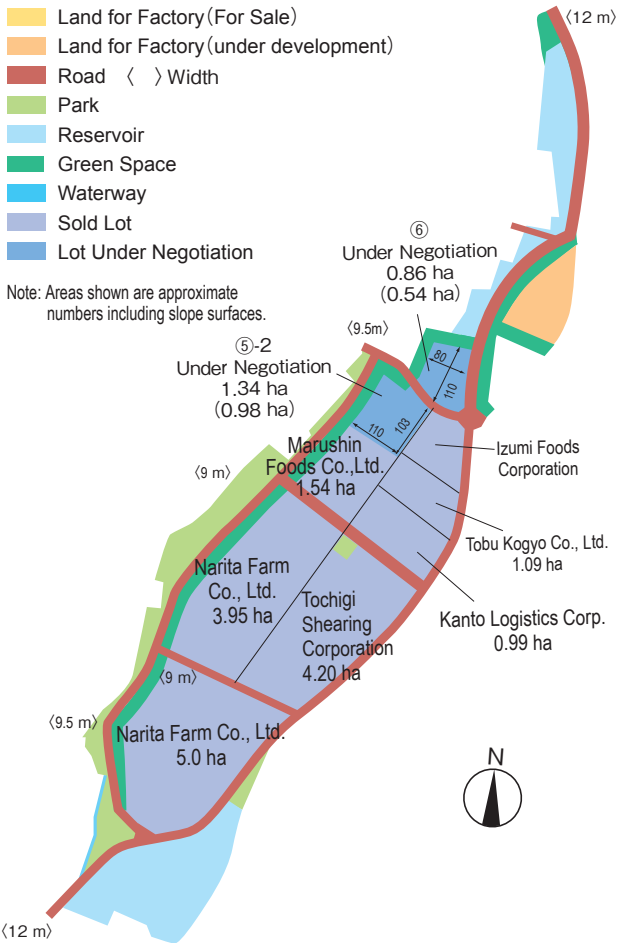 Land for Factory(For Sale)
Land for Factory(under development)
Road 〈 〉Width
Park
Reservoir
Green Space
Waterway
Sold Lot
Lot Under Negotiation
Note: Areas shown are approximate
numbers including slope surfaces.
〈12 m〉
⑥
Under Negotiation
0.86 ha
(0.54 ha)
〈9.5m〉
⑤-2
Under Negotiation
1.34 ha
(0.98 ha)
80
110
110
103
Izumi Foods
Corporation
Marushin
Foods Co.,Ltd.
1.54 ha
〈9 m〉
Tobu Kogyo Co., Ltd.
1.09 ha
Narita Farm
Co., Ltd.
3.95 ha
Tochigi
Shearing
Corporation
4.20 ha
Kanto Logistics Corp.
0.99 ha
〈9 m〉
〈9.5 m〉
Narita Farm Co., Ltd.
5.0 ha
N
〈12 m〉